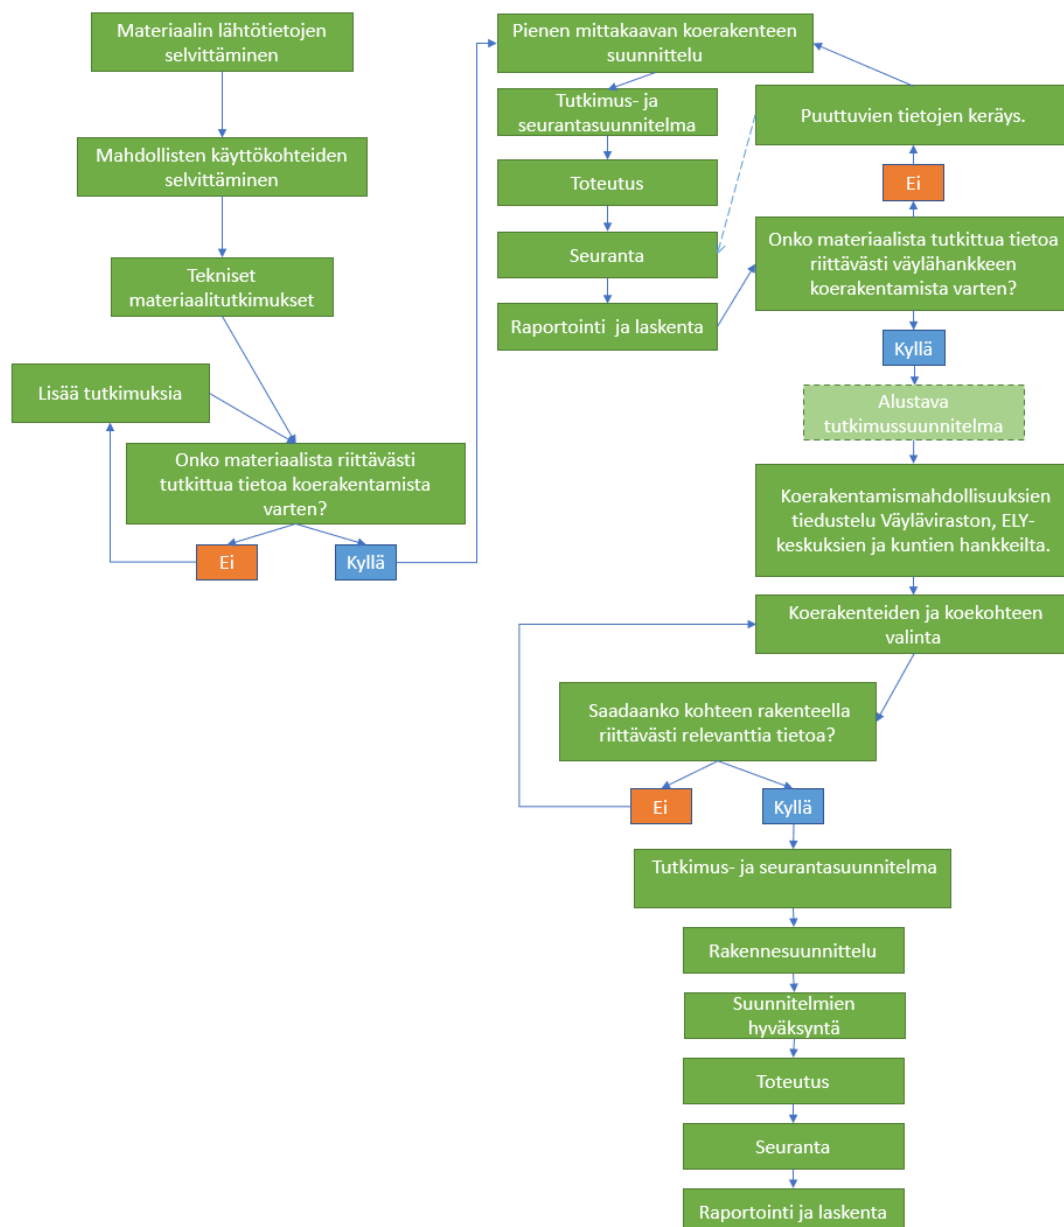 Materiaalin lähtötietojen
selvittäminen
Mahdollisten käyttökohteiden
selvittäminen
Tekniset
materiaalitutkimukset
Lisää tutkimuksia
Onko materiaalista riittävästi
tutkittua tietoa koerakentamista
varten?
Ei
Kyllä
Pienen mittakaavan koerakenteen
suunnittelu
Tutkimus- ja
seurantasuunnitelma
Toteutus
Seuranta
Raportointi ja laskenta
Puuttuvien tietojen keräys.
Ei
Onko materiaalista tutkittua tietoa
riittävästi väylähankkeen
koerakentamista varten?
Kyllä
Alustava
tutkimussuunnitelma
Koerakentamismahdollisuuksien
tiedustelu Väyläviraston, ELY-
keskuksien ja kuntien hankkeilta.
Koerakenteiden ja koekohteen
valinta
Saadaanko kohteen rakenteella
riittävästi relevanttia tietoa?
Ei
Kyllä
Tutkimus- ja seurantasuunnitelma
Rakennesuunnittelu
Suunnitelmien
hyväksyntä
Toteutus
Seuranta
Raportointi ja laskenta